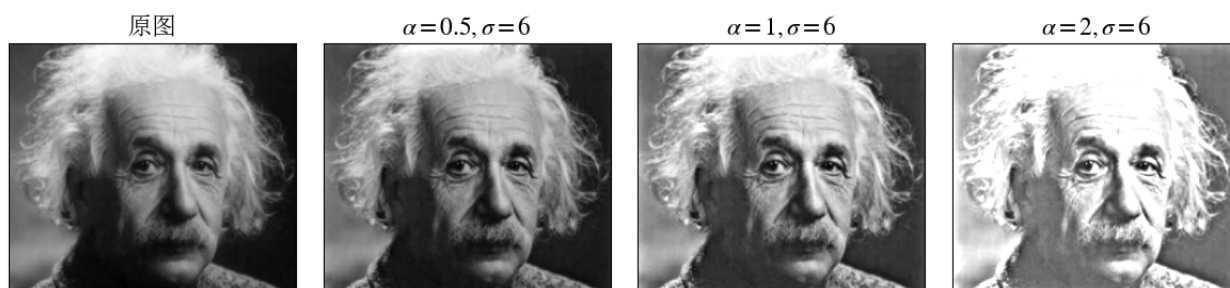 原图
α=0.5, σ=6
α=1, σ=6
α=2, σ=6